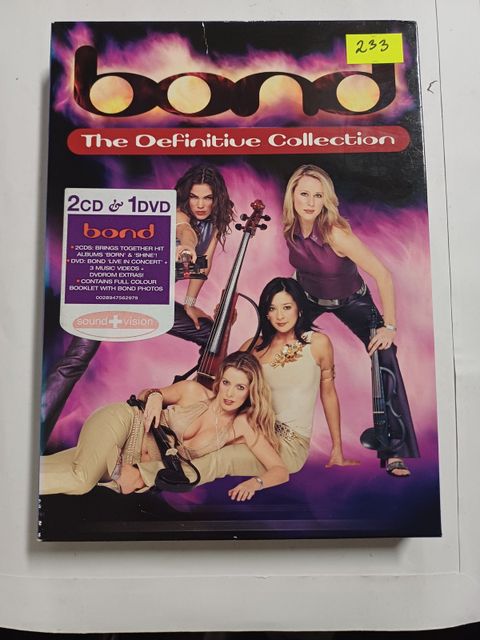 233
bond
The Definitive Collection
2CD & 1DVD
bond
• 2CDS: BRINGS TOGETHER HIT
ALBUMS 'BORN' & 'SHINE'!
• DVD: BOND 'LIVE IN CONCERT' +
3 MUSIC VIDEOS +
DVDROM EXTRAS!
• CONTAINS FULL COLOUR
BOOKLET WITH BOND PHOTOS
0028947562979
sound+vision